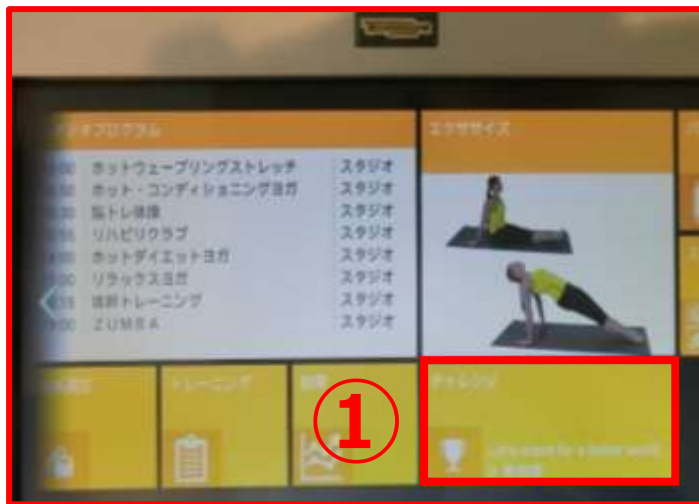 スタジオプログラム
ホットウェーブリングストレッチ スタジオ
ホット・コンディショニングヨガ スタジオ
脳トレ体操 スタジオ
リハビリクラブ スタジオ
ホットダイエットヨガ スタジオ
リラックスヨガ スタジオ
体幹トレーニング スタジオ
ZUMBA スタジオ
エクササイズ
トレーニング
①
チャレンジ
Let's move for a better world